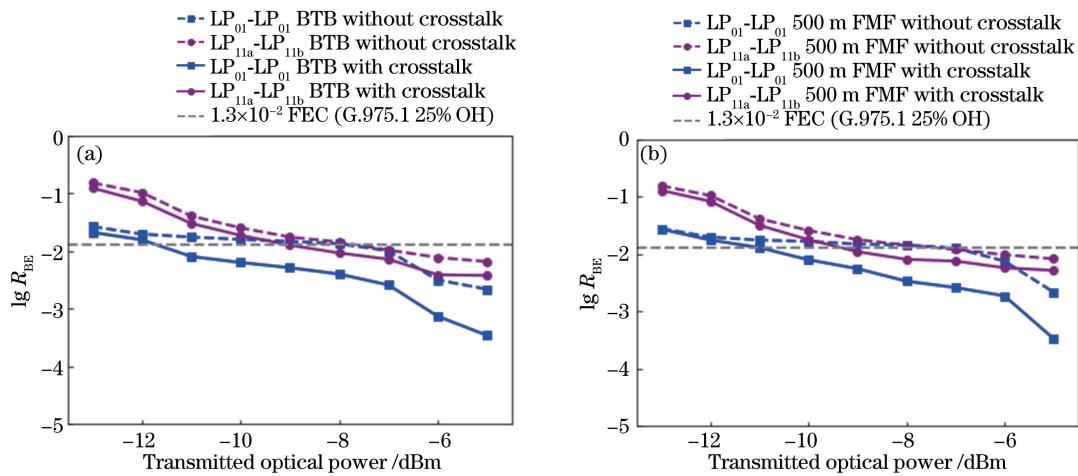 LP01-LP01 BTB without crosstalk
LP11a-LP11b BTB without crosstalk
LP01-LP01 BTB with crosstalk
LP11a-LP11b BTB with crosstalk
1.3×10−2 FEC (G.975.1 25% OH)
(a)
0
−1
−2
−3
−4
−5
lg RBE
−12
−10
−8
−6
Transmitted optical power /dBm
LP01-LP01 500 m FMF without crosstalk
LP11a-LP11b 500 m FMF without crosstalk
LP01-LP01 500 m FMF with crosstalk
LP11a-LP11b 500 m FMF with crosstalk
1.3×10−2 FEC (G.975.1 25% OH)
(b)
0
−1
−2
−3
−4
−5
lg RBE
−12
−10
−8
−6
Transmitted optical power /dBm